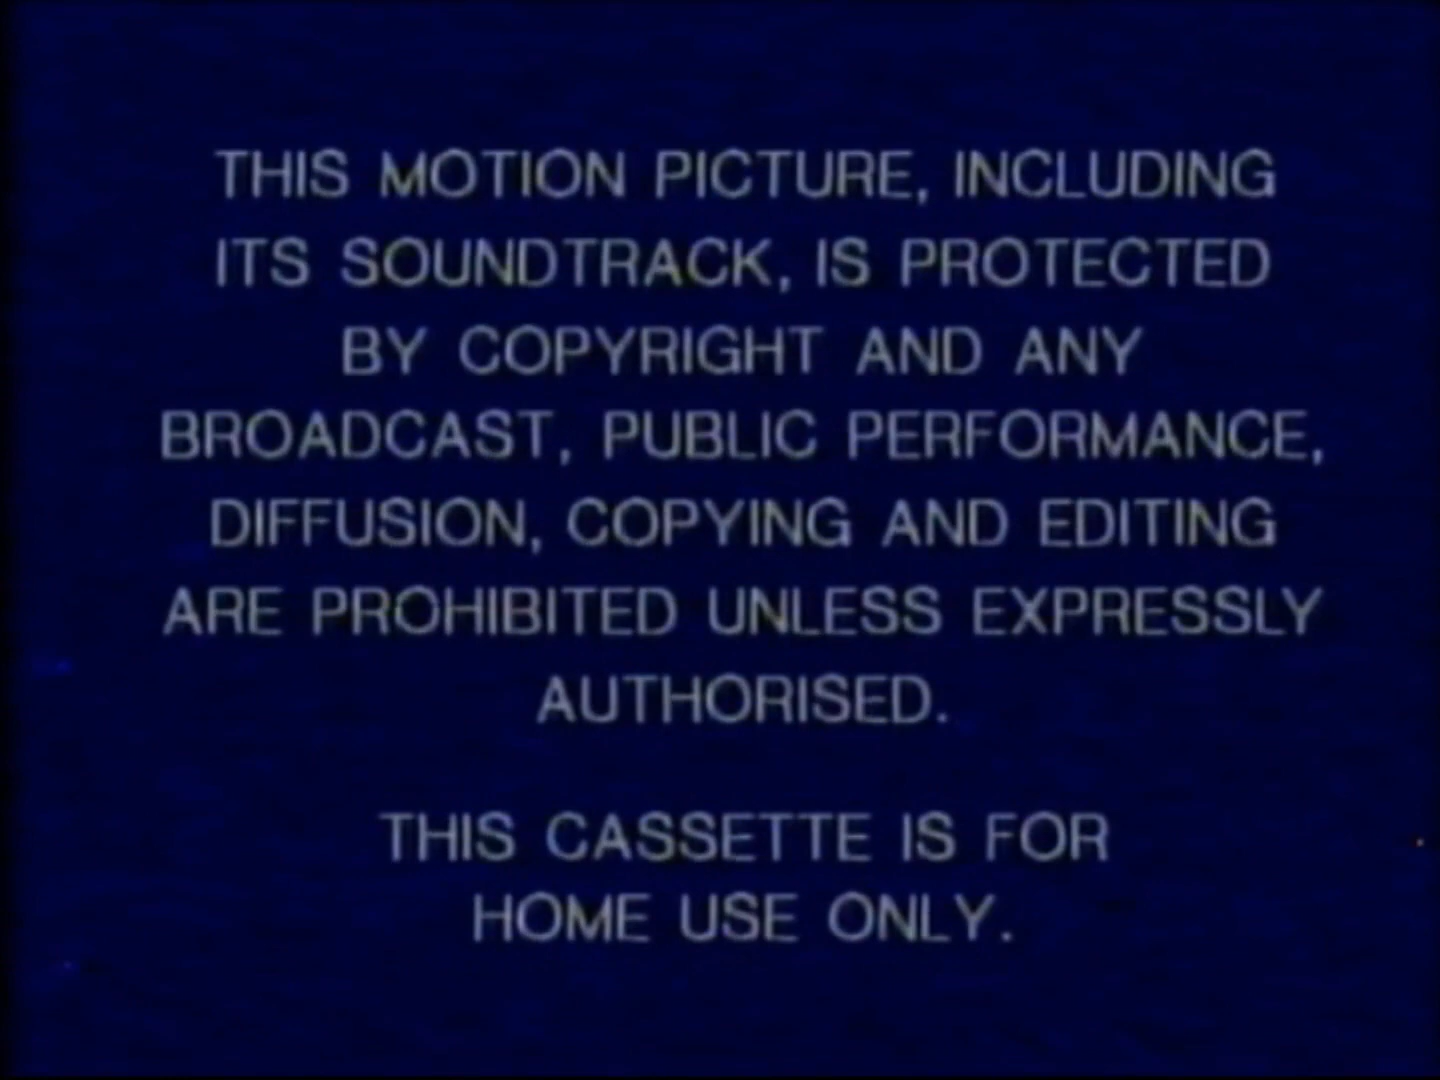 THIS MOTION PICTURE, INCLUDING
ITS SOUNDTRACK, IS PROTECTED
BY COPYRIGHT AND ANY
BROADCAST, PUBLIC PERFORMANCE,
DIFFUSION, COPYING AND EDITING
ARE PROHIBITED UNLESS EXPRESSLY
AUTHORISED.
THIS CASSETTE IS FOR
HOME USE ONLY.